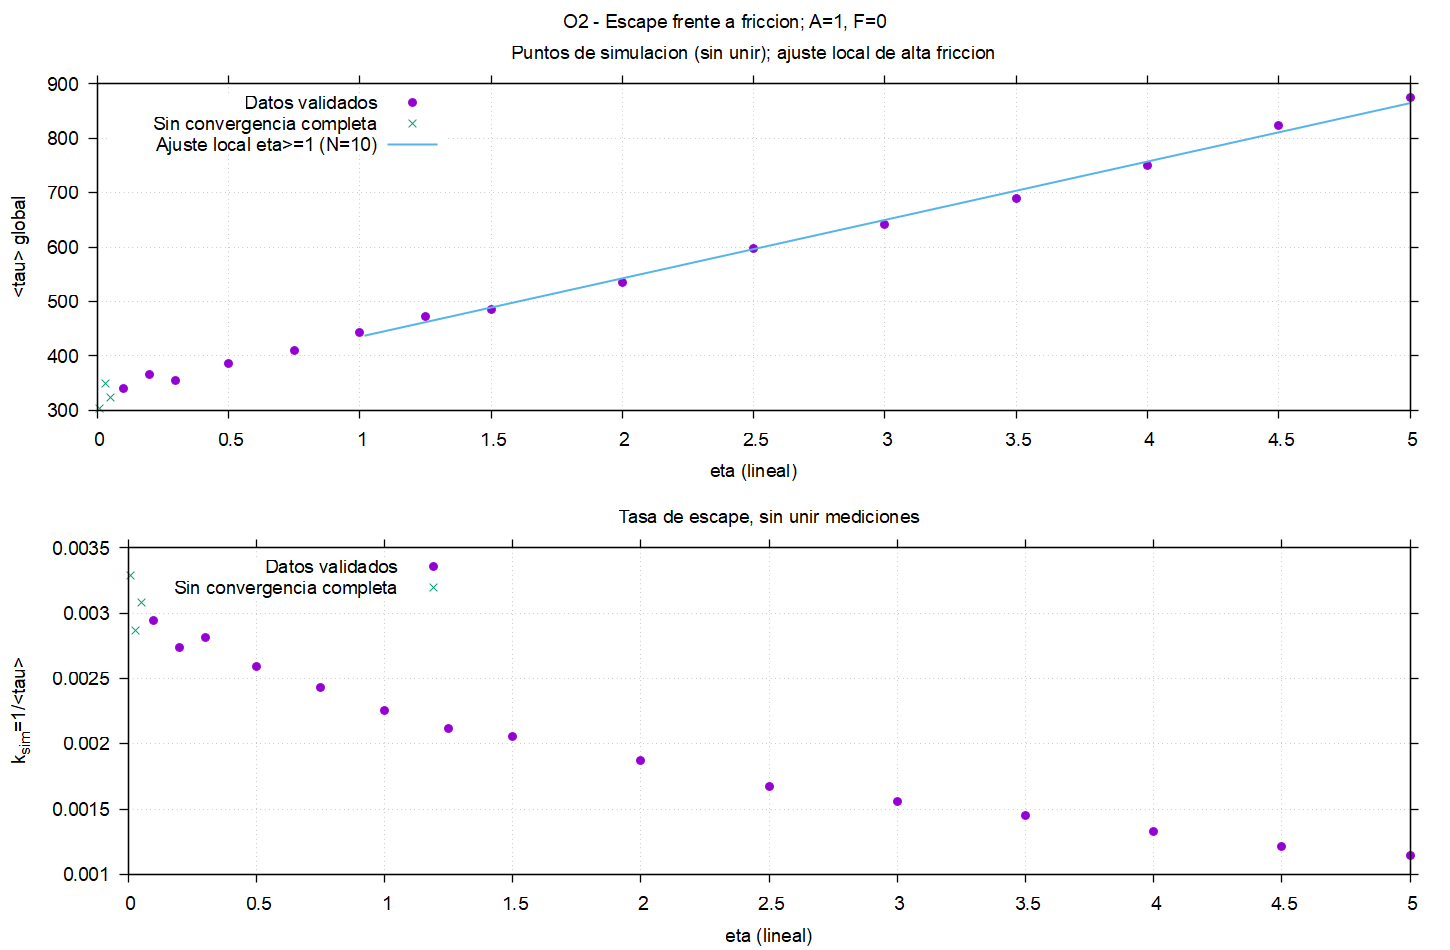 O2 - Escape frente a friccion; A=1, F=0
Puntos de simulacion (sin unir); ajuste local de alta friccion
900
800
700
600
500
400
300
<tau> global
Datos validados
Sin convergencia completa
Ajuste local eta>=1 (N=10)
0 0.5 1 1.5 2 2.5 3 3.5 4 4.5 5
eta (lineal)
Tasa de escape, sin unir mediciones
0.0035
0.003
0.0025
0.002
0.0015
0.001
k_sim=1/<tau>
Datos validados
Sin convergencia completa
0 0.5 1 1.5 2 2.5 3 3.5 4 4.5 5
eta (lineal)